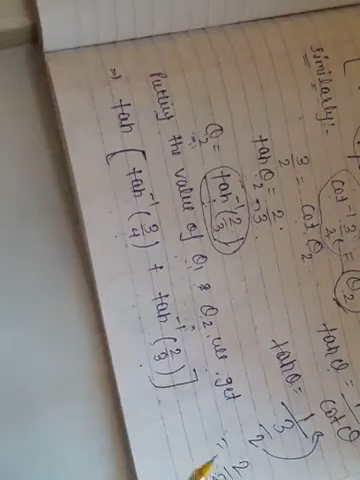 Similarly:
cot⁻¹ 3/2 = θ₂
3/2 = cot θ₂
tan θ = 1/cot θ
tan θ₂ = 2/3.
tan θ = 1/(3/2)
θ₂ = tan⁻¹(2/3)
= 2/3
Putting the value of θ₁ & θ₂ we get
⇒ tan [tan⁻¹(3/4) + tan⁻¹(2/3)]